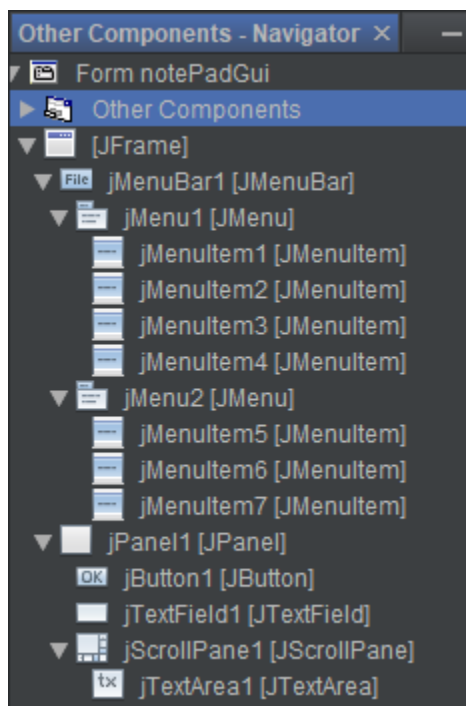 Other Components - Navigator ×
Form notePadGui
Other Components
[JFrame]
File jMenuBar1 [JMenuBar]
jMenu1 [JMenu]
jMenuItem1 [JMenuItem]
jMenuItem2 [JMenuItem]
jMenuItem3 [JMenuItem]
jMenuItem4 [JMenuItem]
jMenu2 [JMenu]
jMenuItem5 [JMenuItem]
jMenuItem6 [JMenuItem]
jMenuItem7 [JMenuItem]
jPanel1 [JPanel]
OK jButton1 [JButton]
jTextField1 [JTextField]
jScrollPane1 [JScrollPane]
tx jTextArea1 [JTextArea]